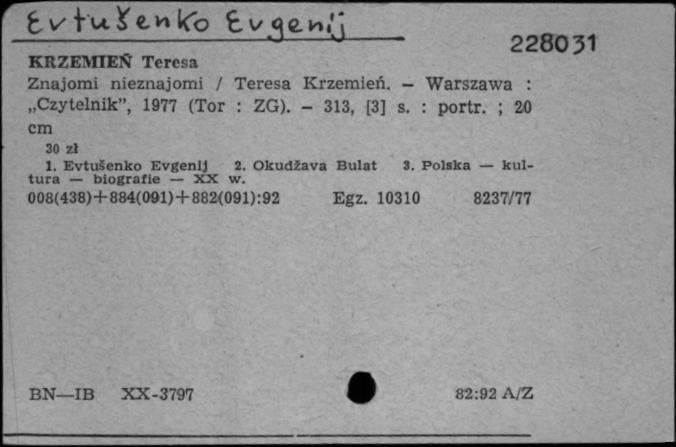 Evtušenko Evgenij
228031
KRZEMIEŃ Teresa
Znajomi nieznajomi / Teresa Krzemień. — Warszawa :
„Czytelnik”, 1977 (Tor : ZG). — 313, [3] s. : portr. ; 20
cm
30 zł
1. Evtušenko Evgenij 2. Okudžava Bulat 3. Polska — kul-
tura — biografie — XX w.
008(438)+884(091)+882(091):92 Egz. 10310 8237/77
BN—IB XX-3797 82:92 A/Z